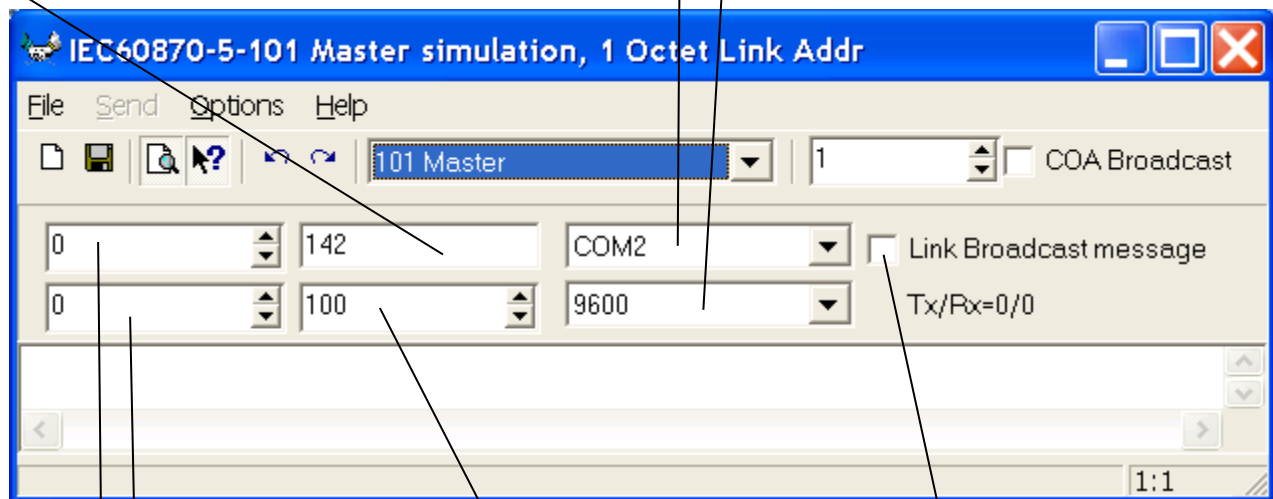 IEC60870-5-101 Master simulation, 1 Octet Link Addr
File Send Options Help
101 Master 1 COA Broadcast
0 142 COM2 Link Broadcast message
0 100 9600 Tx/Rx=0/0
1:1